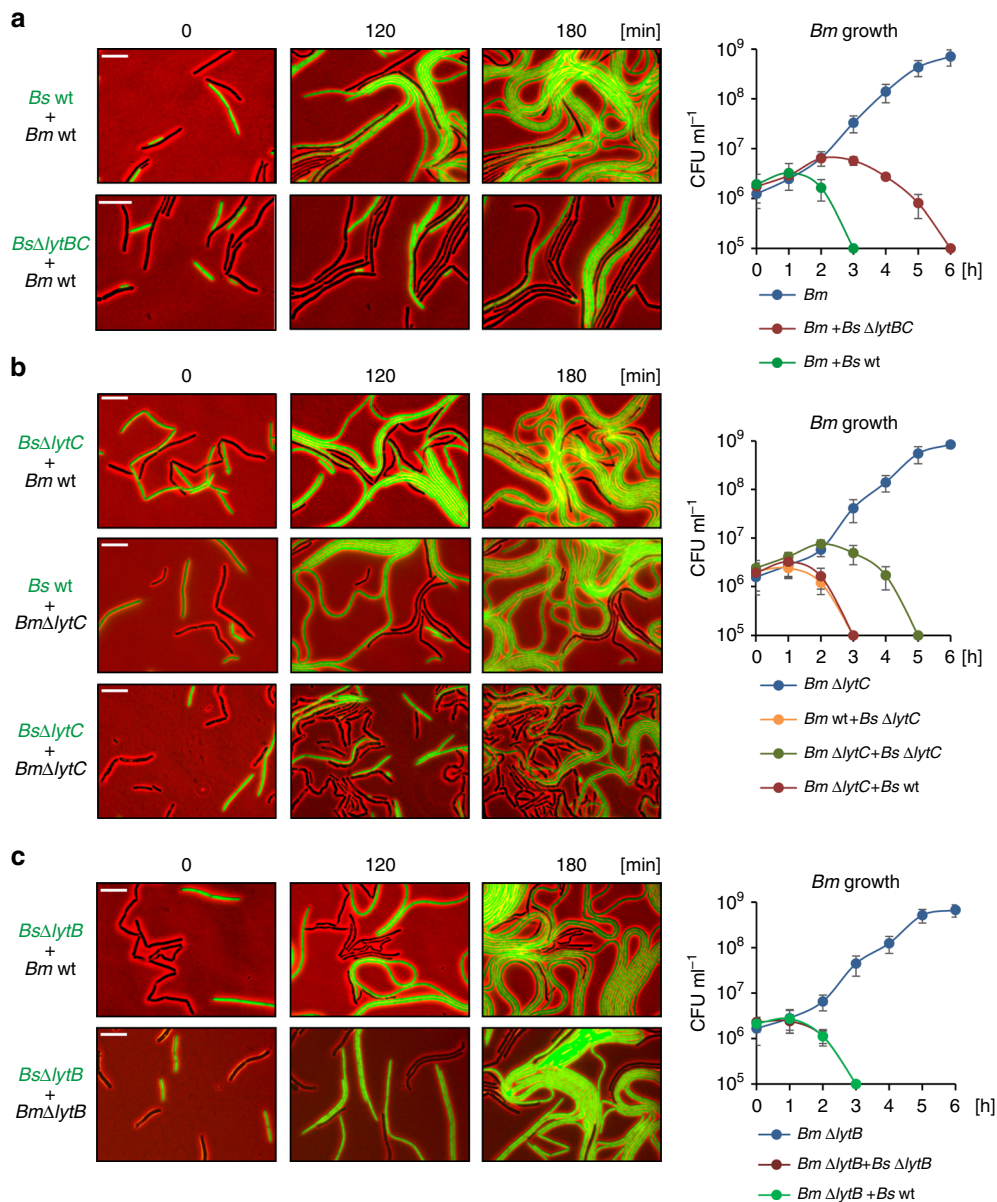 a
0 120 180 [min]
Bs wt
+
Bm wt
BsΔlytBC
+
Bm wt
Bm growth
CFU ml⁻¹
10⁹
10⁸
10⁷
10⁶
10⁵
0 1 2 3 4 5 6 [h]
Bm
Bm +Bs ΔlytBC
Bm +Bs wt
b
0 120 180 [min]
BsΔlytC
+
Bm wt
Bs wt
+
BmΔlytC
BsΔlytC
+
BmΔlytC
Bm growth
CFU ml⁻¹
10⁹
10⁸
10⁷
10⁶
10⁵
0 1 2 3 4 5 6 [h]
Bm ΔlytC
Bm wt+Bs ΔlytC
Bm ΔlytC+Bs ΔlytC
Bm ΔlytC+Bs wt
c
0 120 180 [min]
BsΔlytB
+
Bm wt
BsΔlytB
+
BmΔlytB
Bm growth
CFU ml⁻¹
10⁹
10⁸
10⁷
10⁶
10⁵
0 1 2 3 4 5 6 [h]
Bm ΔlytB
Bm ΔlytB+Bs ΔlytB
Bm ΔlytB +Bs wt